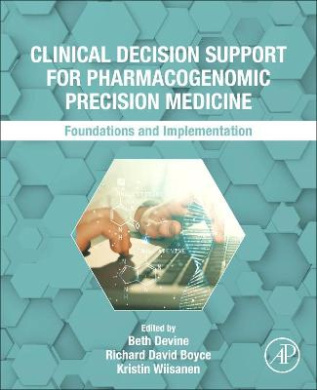 CLINICAL DECISION SUPPORT
FOR PHARMACOGENOMIC
PRECISION MEDICINE
Foundations and Implementation
Edited by
Beth Devine
Richard David Boyce
Kristin Wiisanen
AP